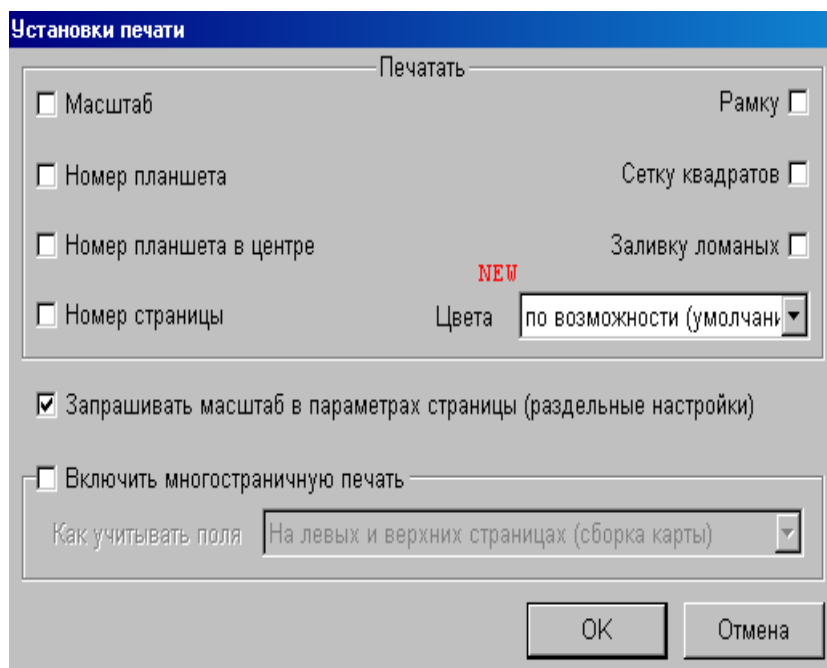 Установки печати
Печатать
Масштаб
Рамку
Номер планшета
Сетку квадратов
Номер планшета в центре
Заливку ломаных
NEW
Номер страницы
Цвета по возможности (умолчани
Запрашивать масштаб в параметрах страницы (раздельные настройки)
Включить многостраничную печать
Как учитывать поля На левых и верхних страницах (сборка карты)
OK Отмена